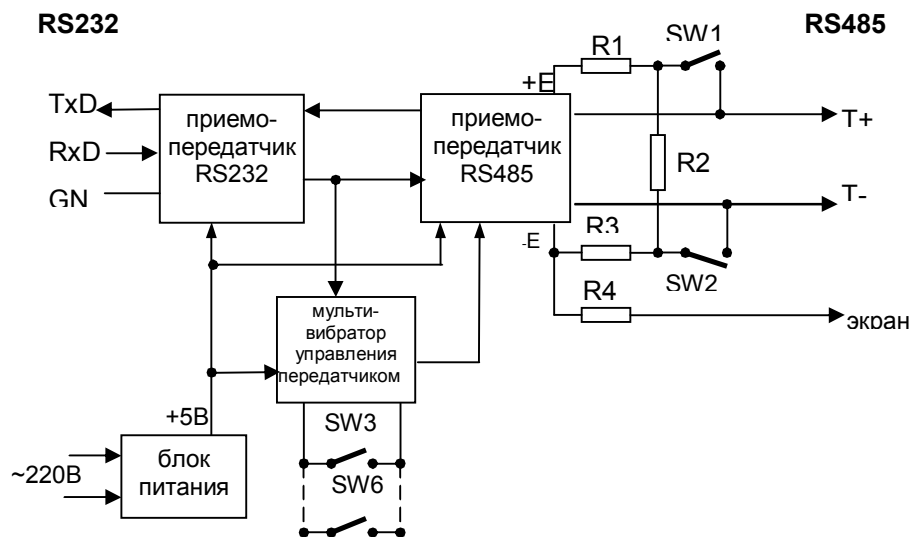 RS232
RS485
TxD
RxD
GN
приемо-
передатчик
RS232
приемо-
передатчик
RS485
+E
-E
R1
SW1
R2
R3
SW2
R4
T+
T-
экран
мульти-
вибратор
управления
передатчиком
+5В
SW3
SW6
~220В
блок
питания